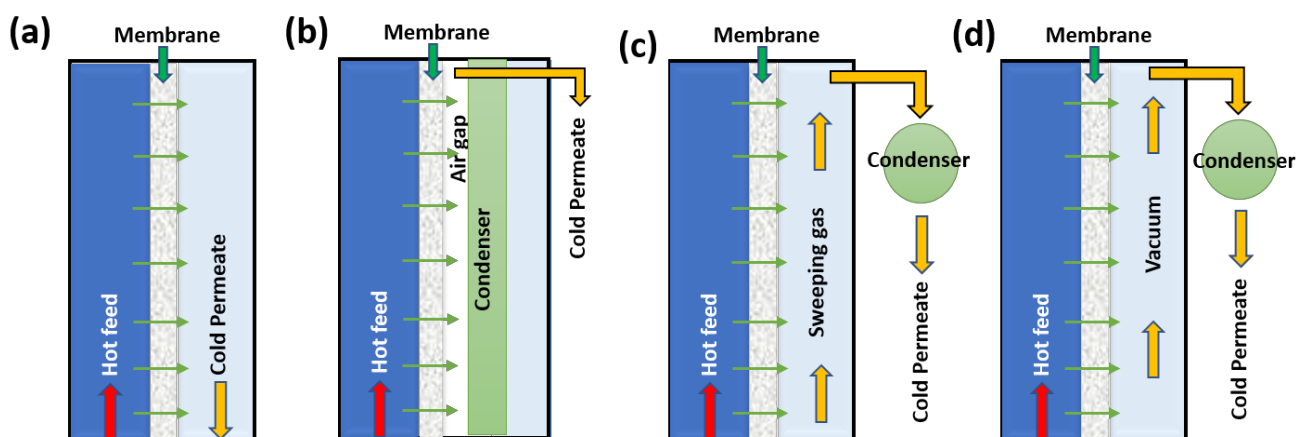 (a)
Membrane
Hot feed
Cold Permeate
(b)
Membrane
Hot feed
Air gap
Condenser
Cold Permeate
(c)
Membrane
Hot feed
Sweeping gas
Condenser
Cold Permeate
(d)
Membrane
Hot feed
Vacuum
Condenser
Cold Permeate